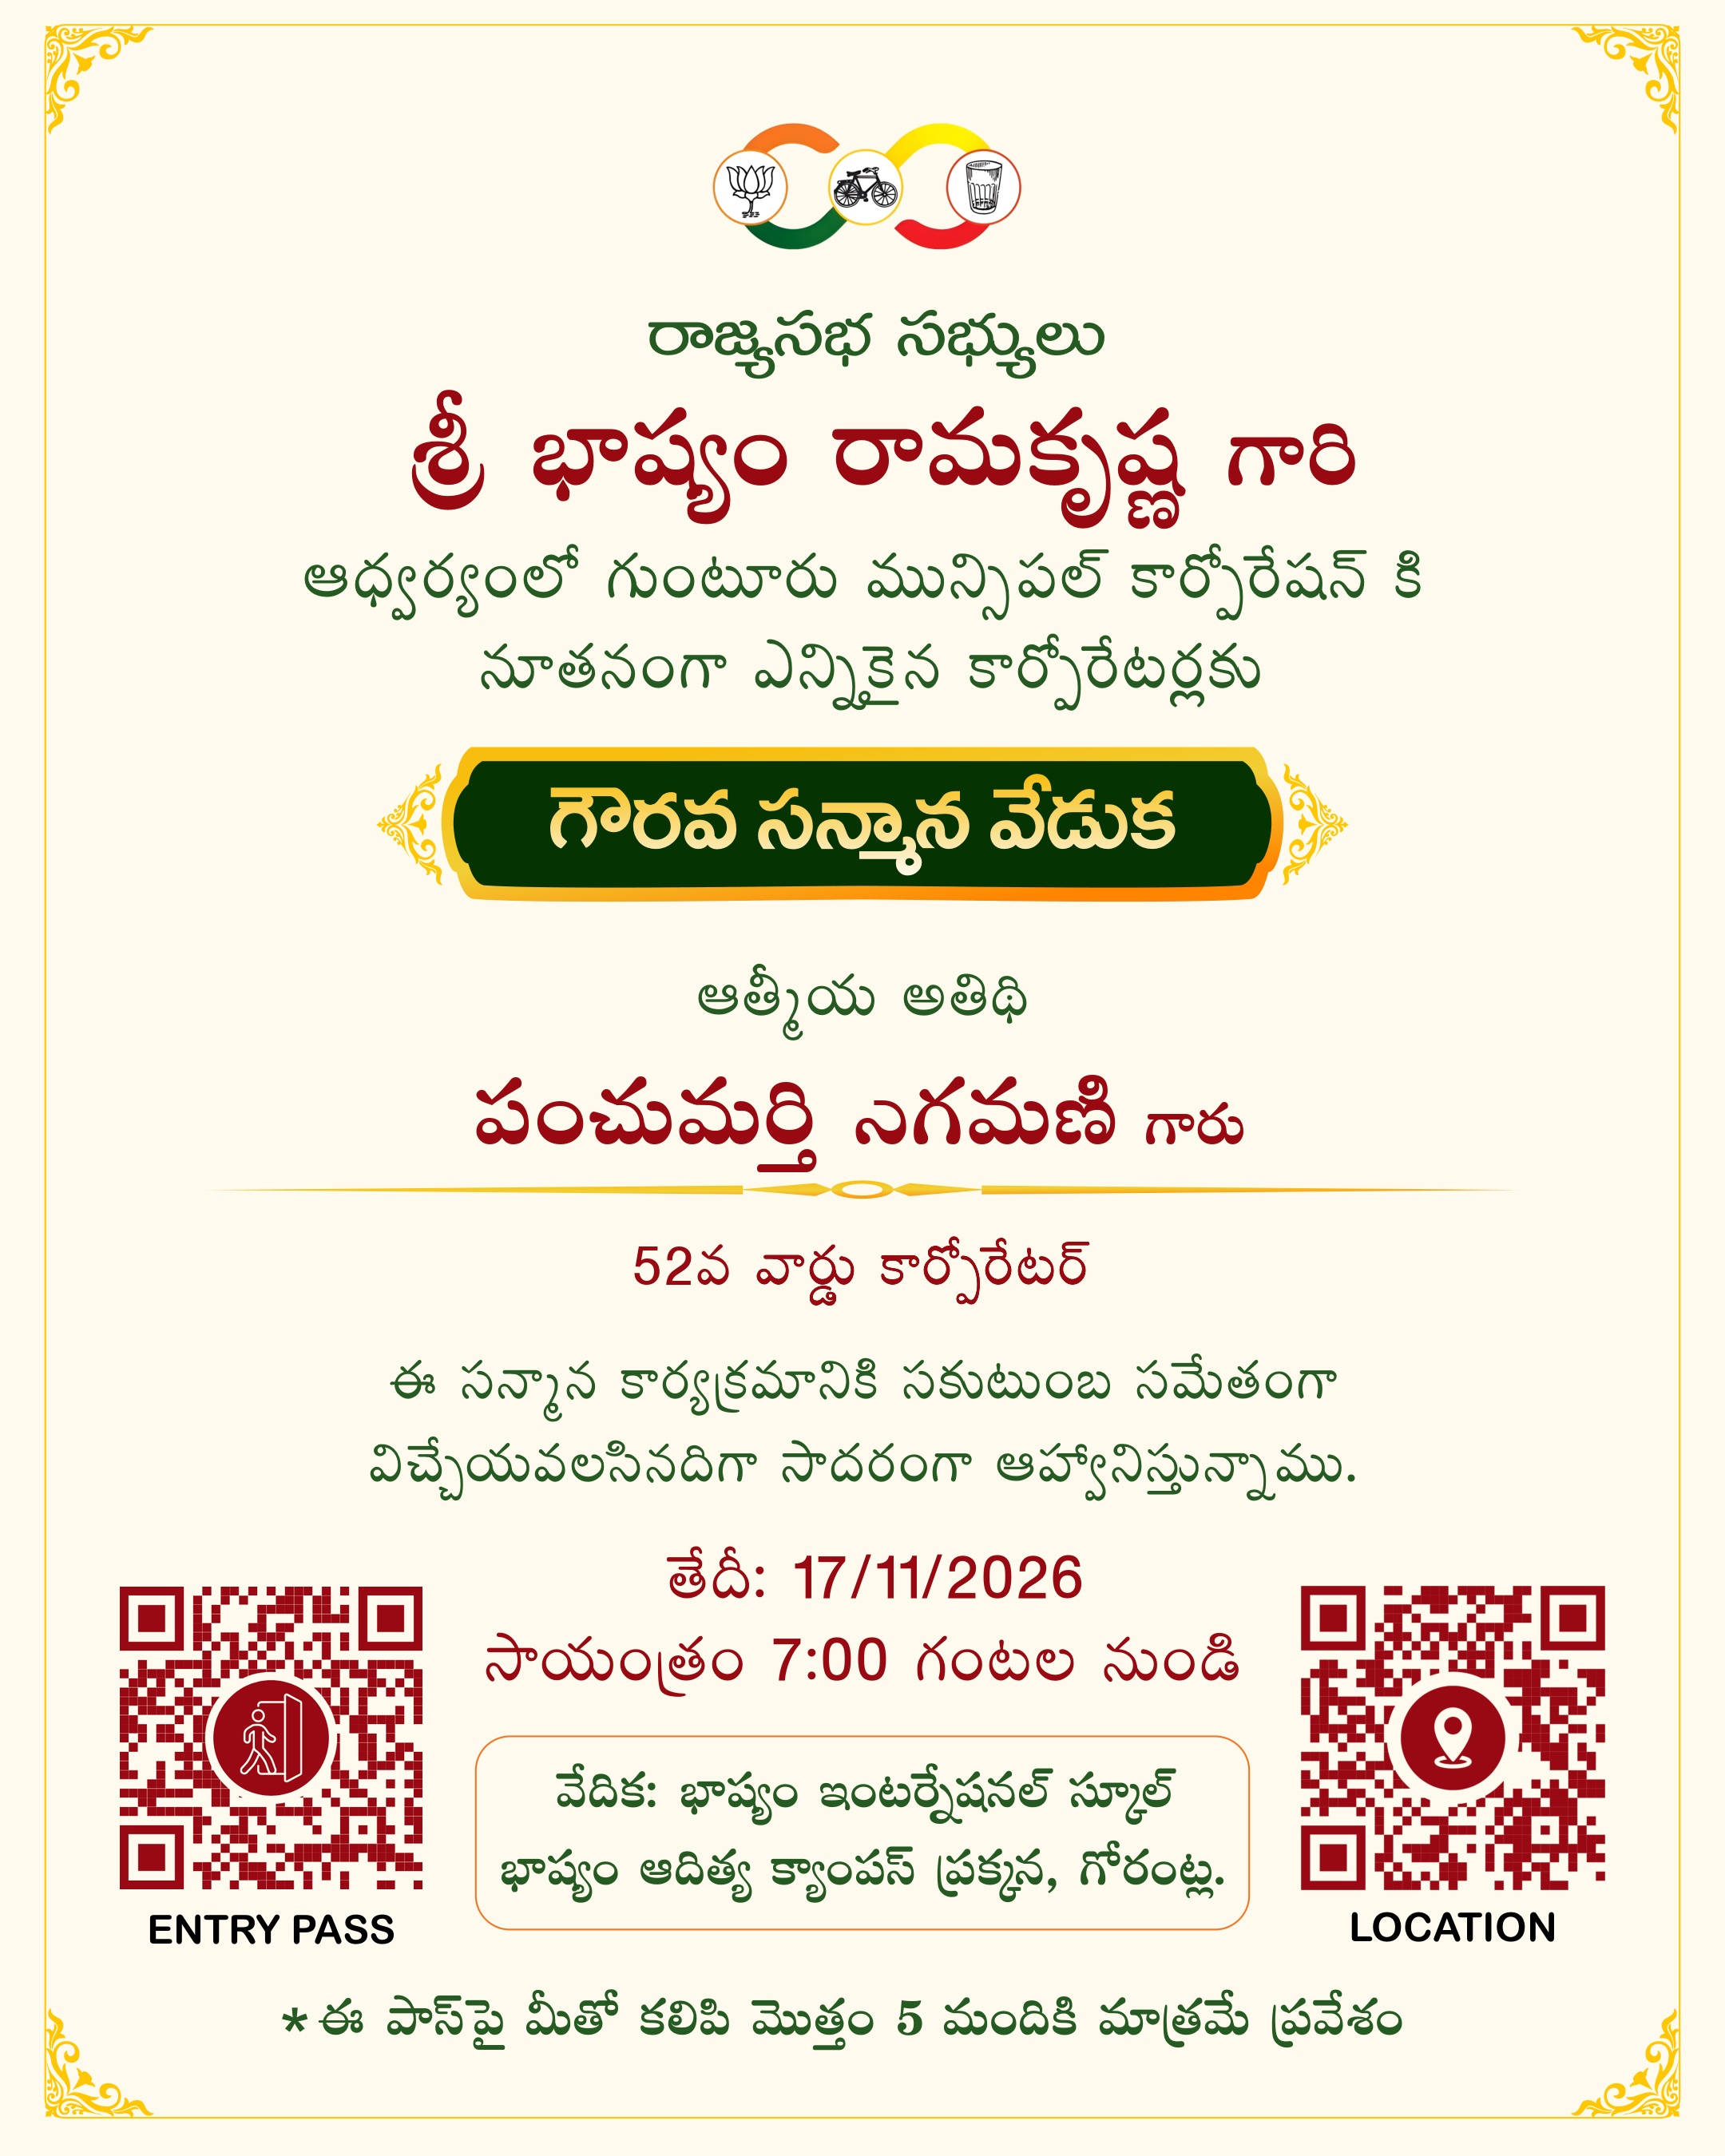 రాజ్యసభ సభ్యులు
శ్రీ భాష్యం రామకృష్ణ గారి
ఆధ్వర్యంలో గుంటూరు మున్సిపల్ కార్పోరేషన్ కి
నూతనంగా ఎన్నికైన కార్పోరేటర్లకు
గౌరవ సన్మాన వేడుక
ఆత్మీయ అతిథి
పంచుమర్తి ఎగమణి గారు
52వ వార్డు కార్పోరేటర్
ఈ సన్మాన కార్యక్రమానికి సకుటుంబ సమేతంగా
విచ్చేయవలసినదిగా సాదరంగా ఆహ్వానిస్తున్నాము.
తేదీ: 17/11/2026
సాయంత్రం 7:00 గంటల నుండి
వేదిక: భాష్యం ఇంటర్నేషనల్ స్కూల్
భాష్యం ఆదిత్య క్యాంపస్ ప్రక్కన, గోరంట్ల.
ENTRY PASS
LOCATION
*ఈ పాస్‌పై మీతో కలిపి మొత్తం 5 మందికి మాత్రమే ప్రవేశం